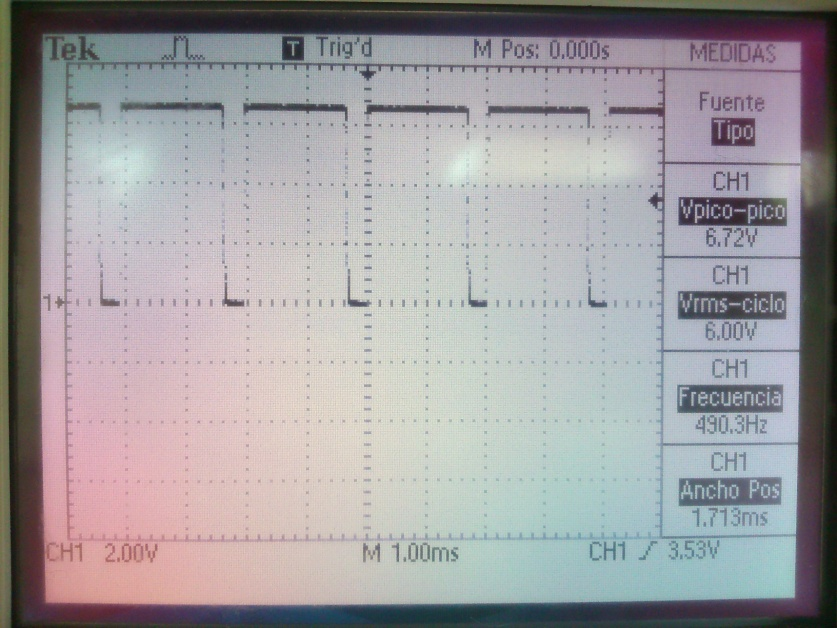 Tek T Trig'd M Pos: 0.000s MEDIDAS
Fuente
Tipo
CH1
Vpico-pico
6.72V
CH1
1 Vrms-ciclo
6.00V
CH1
Frecuencia
490.3Hz
CH1
Ancho Pos
1.713ms
CH1 2.00V M 1.00ms CH1 3.53V